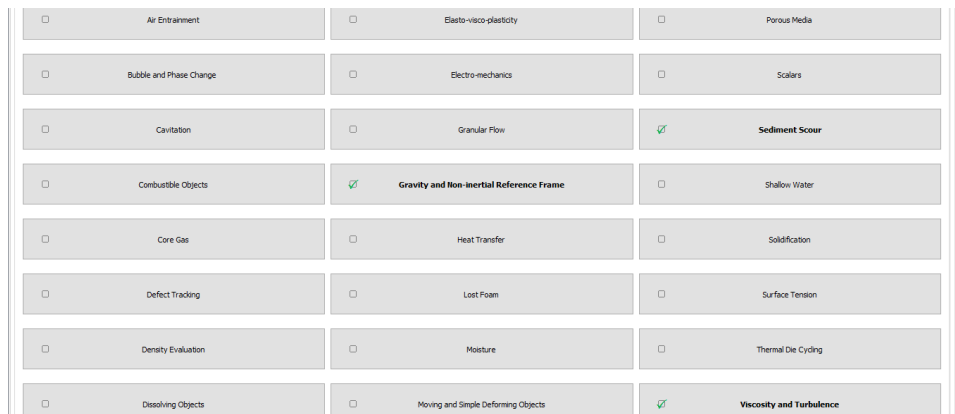 Air Entrainment
Elasto-visco-plasticity
Porous Media
Bubble and Phase Change
Electro-mechanics
Scalars
Cavitation
Granular Flow
Sediment Scour
Combustible Objects
Gravity and Non-inertial Reference Frame
Shallow Water
Core Gas
Heat Transfer
Solidification
Defect Tracking
Lost Foam
Surface Tension
Density Evaluation
Moisture
Thermal Die Cycling
Dissolving Objects
Moving and Simple Deforming Objects
Viscosity and Turbulence